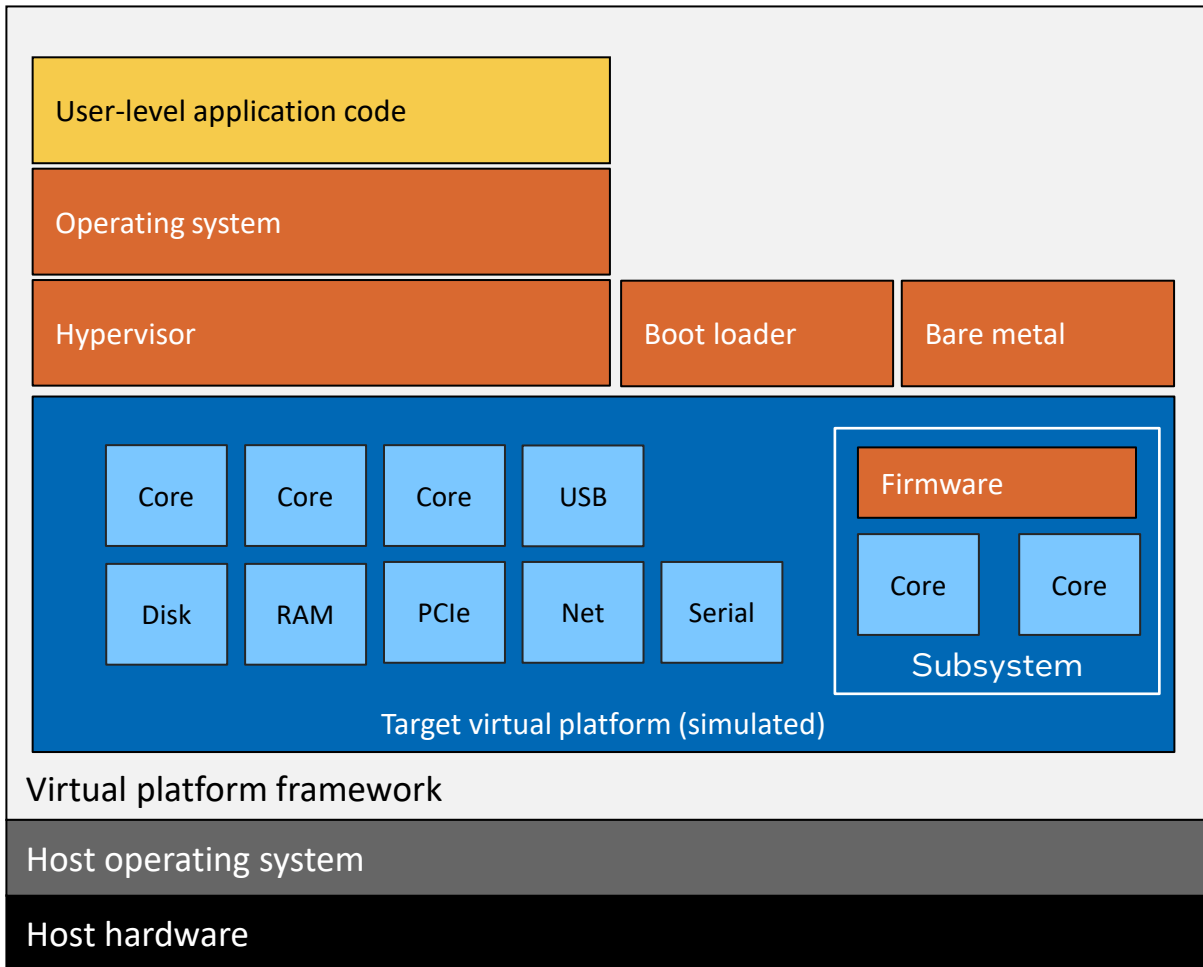 User-level application code
Operating system
Hypervisor
Boot loader
Bare metal
Core
Core
Core
USB
Firmware
Disk
RAM
PCIe
Net
Serial
Core
Core
Subsystem
Target virtual platform (simulated)
Virtual platform framework
Host operating system
Host hardware